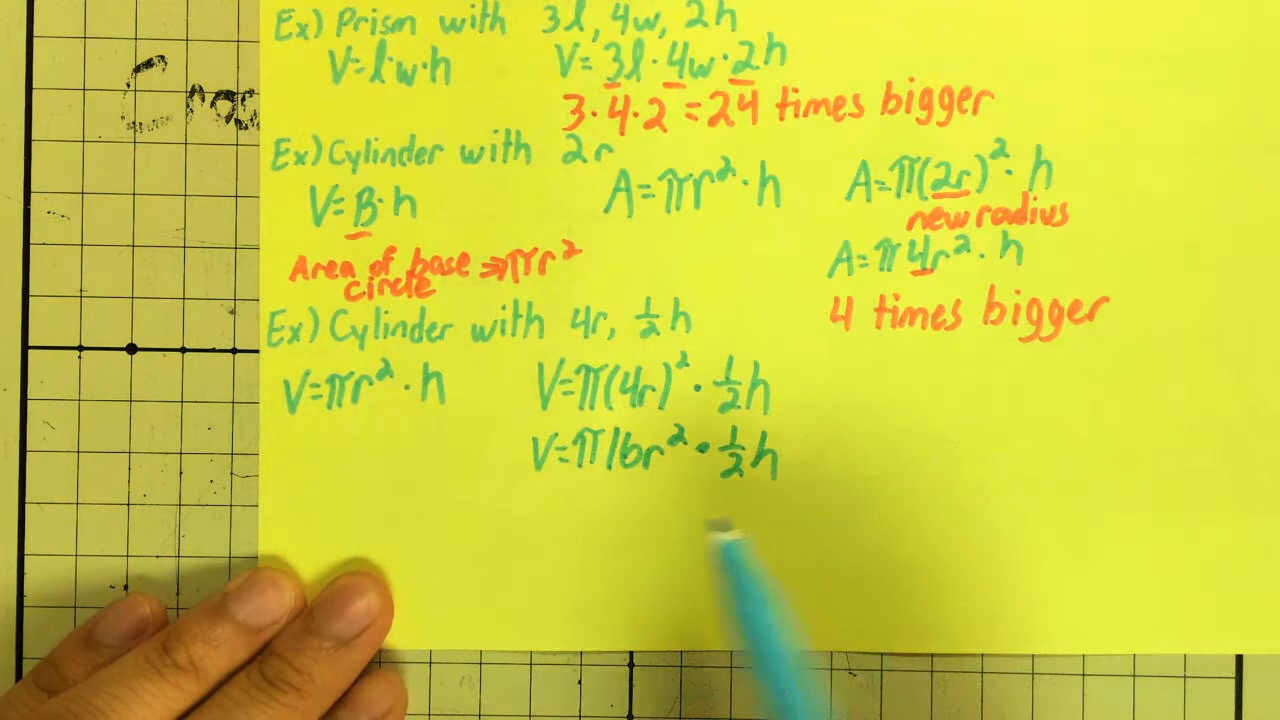 Ex) Prism with 3l, 4w, 2h
V=l·w·h V=3l·4w·2h
3·4·2=24 times bigger
Ex) Cylinder with 2r
V=B·h A=πr²·h A=π(2r)²·h
new radius
Area of base ⇒πr²
circle
A=π4r²·h
4 times bigger
Ex) Cylinder with 4r, ½h
V=πr²·h V=π(4r)²·½h
V=π16r²·½h